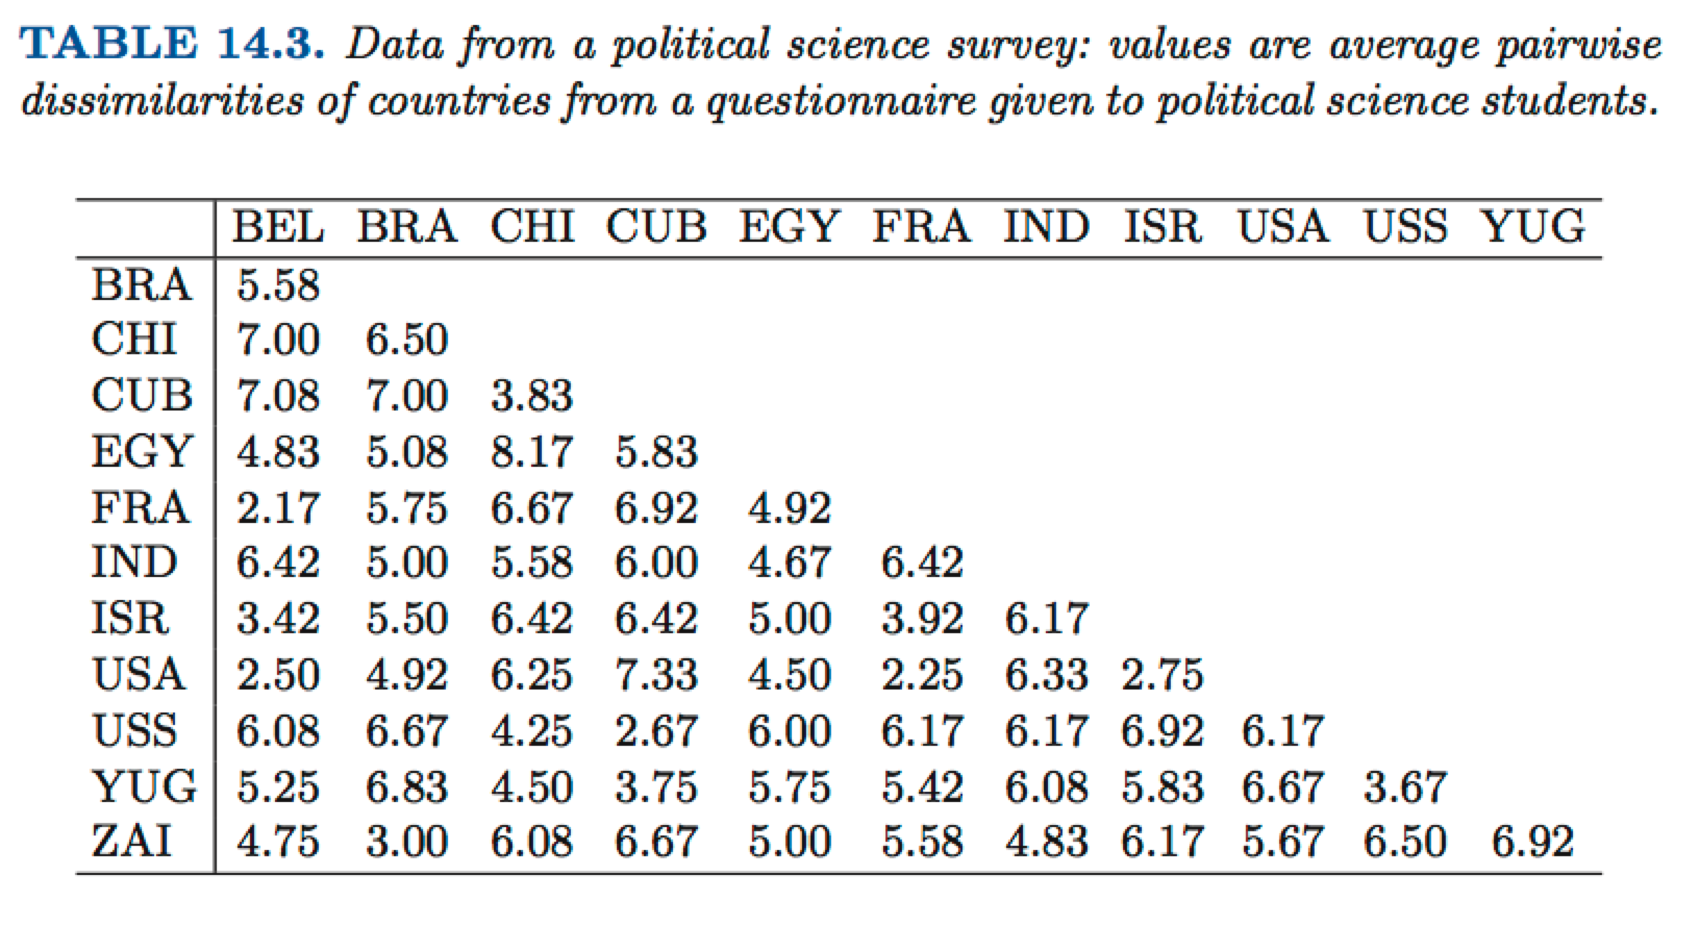 TABLE 14.3. Data from a political science survey: values are average pairwise
dissimilarities of countries from a questionnaire given to political science students.
BEL BRA CHI CUB EGY FRA IND ISR USA USS YUG
BRA 5.58
CHI 7.00 6.50
CUB 7.08 7.00 3.83
EGY 4.83 5.08 8.17 5.83
FRA 2.17 5.75 6.67 6.92 4.92
IND 6.42 5.00 5.58 6.00 4.67 6.42
ISR 3.42 5.50 6.42 6.42 5.00 3.92 6.17
USA 2.50 4.92 6.25 7.33 4.50 2.25 6.33 2.75
USS 6.08 6.67 4.25 2.67 6.00 6.17 6.17 6.92 6.17
YUG 5.25 6.83 4.50 3.75 5.75 5.42 6.08 5.83 6.67 3.67
ZAI 4.75 3.00 6.08 6.67 5.00 5.58 4.83 6.17 5.67 6.50 6.92